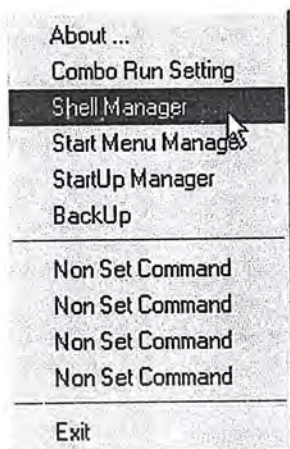 About ...
Combo Run Setting
Shell Manager
Start Menu Manager
StartUp Manager
BackUp
Non Set Command
Non Set Command
Non Set Command
Non Set Command
Exit